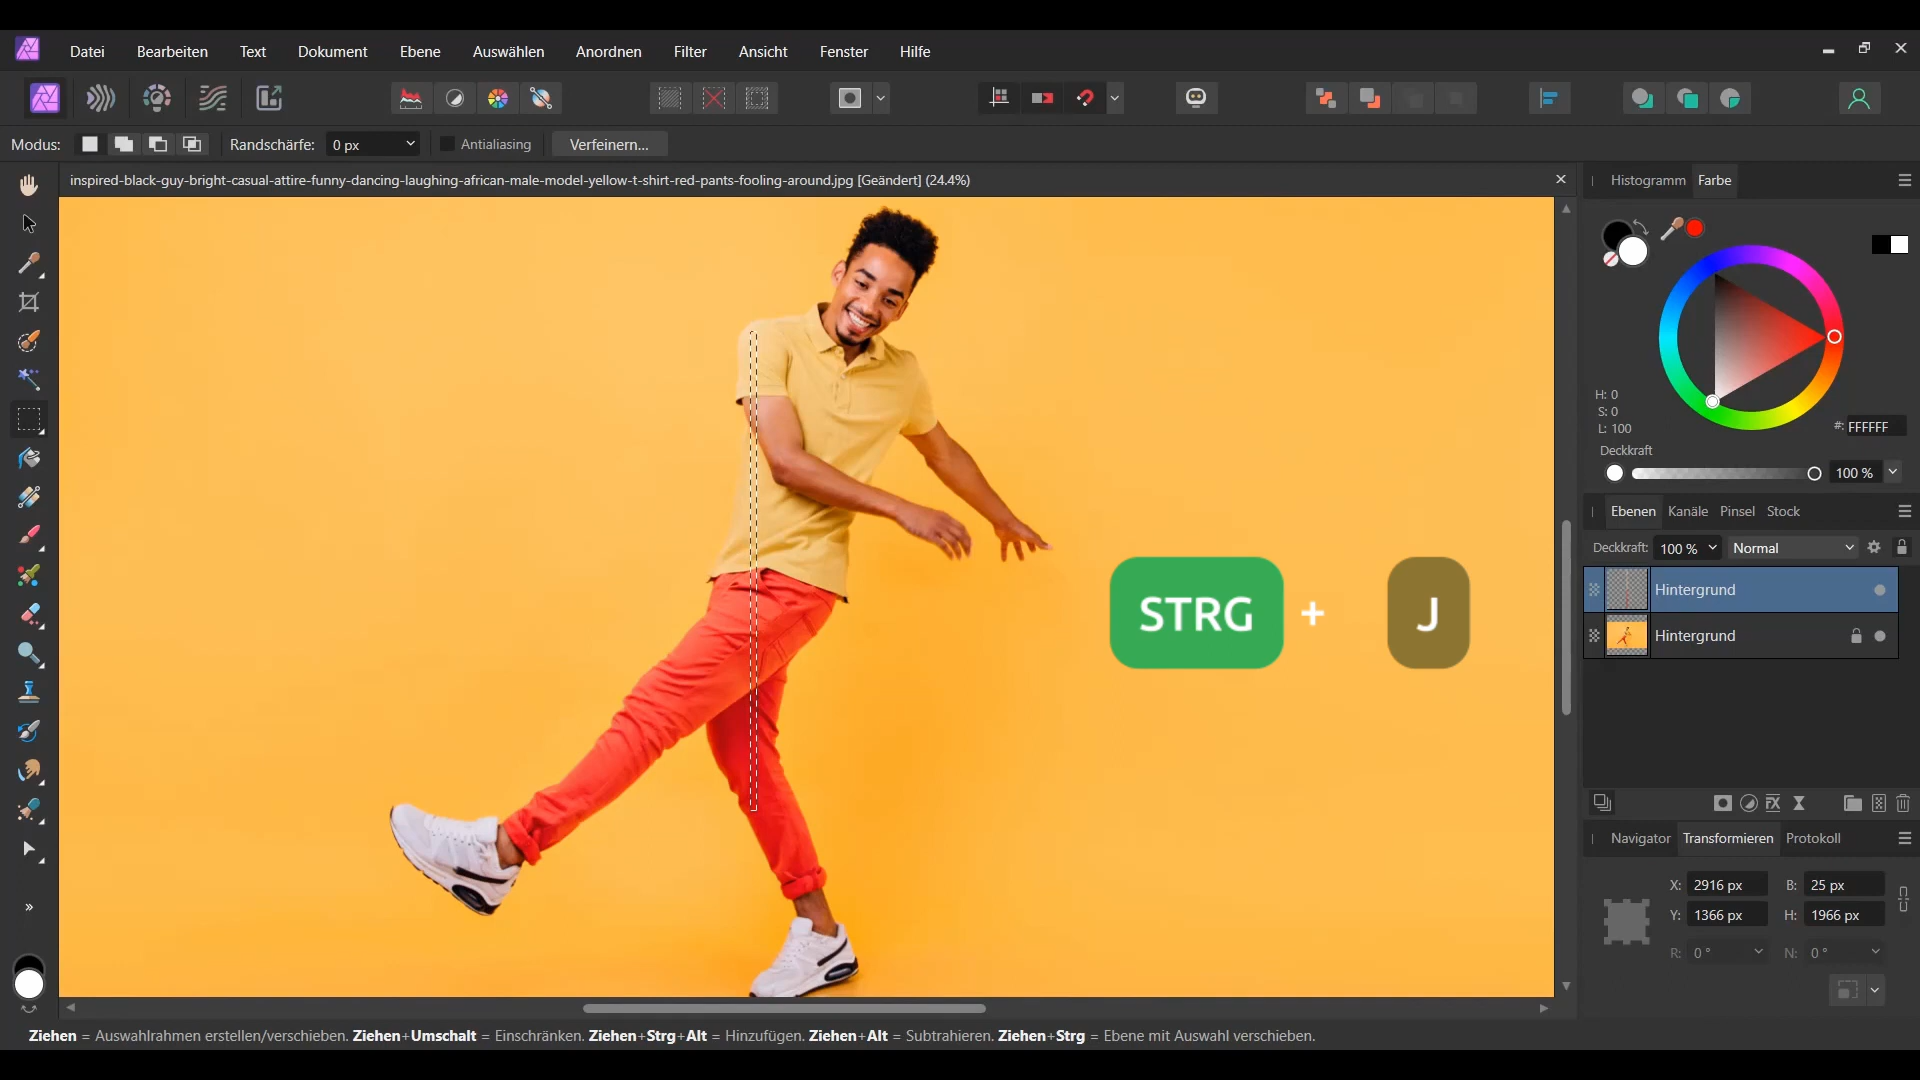 Datei Bearbeiten Text Dokument Ebene Auswählen Anordnen Filter Ansicht Fenster Hilfe
Modus: Randschärfe: 0 px Antialiasing Verfeinern...
inspired-black-guy-bright-casual-attire-funny-dancing-laughing-african-male-model-yellow-t-shirt-red-pants-fooling-around.jpg [Geändert] (24.4%)
Histogramm Farbe
H: 0
S: 0
L: 100
#: FFFFFF
Deckkraft
100 %
Ebenen Kanäle Pinsel Stock
Deckkraft: 100 % Normal
Hintergrund
Hintergrund
STRG + J
Navigator Transformieren Protokoll
X: 2916 px B: 25 px
Y: 1366 px H: 1966 px
R: 0 ° N: 0 °
Ziehen = Auswahlrahmen erstellen/verschieben. Ziehen+Umschalt = Einschränken. Ziehen+Strg+Alt = Hinzufügen. Ziehen+Alt = Subtrahieren. Ziehen+Strg = Ebene mit Auswahl verschieben.